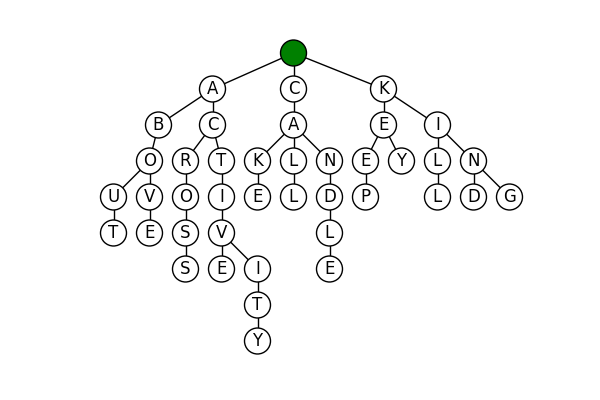 A C K
B C A E I
O R T K L N E Y L N
U V O I E L D P L D G
T E S V L
S E I E
T
Y